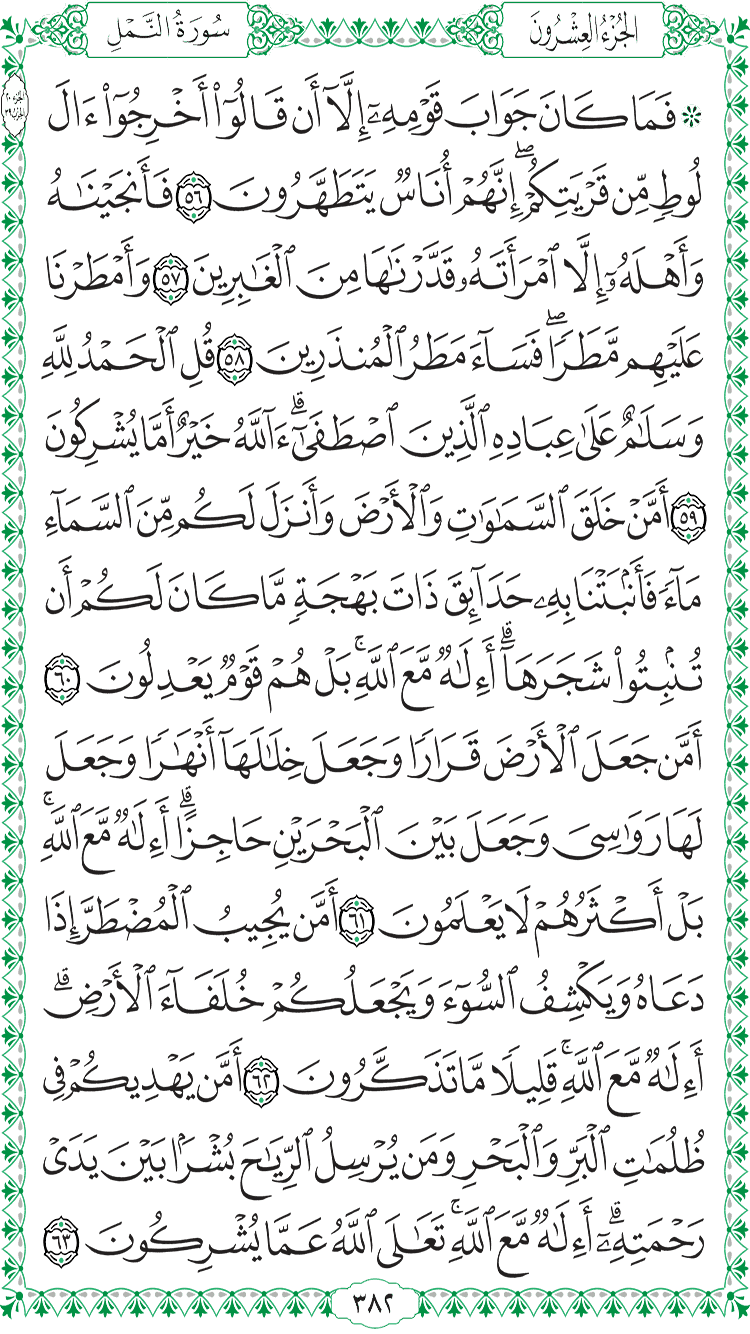 الجُزْءُ العِشْرُونَ
سُورَةُ النَّمْلِ
۞ فَمَا كَانَ جَوَابَ قَوْمِهِۦٓ إِلَّآ أَن قَالُوٓا۟ أَخْرِجُوٓا۟ ءَالَ
لُوطٍ مِّن قَرْيَتِكُمْ ۖ إِنَّهُمْ أُنَاسٌ يَتَطَهَّرُونَ ٥٦ فَأَنجَيْنَـٰهُ
وَأَهْلَهُۥٓ إِلَّا ٱمْرَأَتَهُۥ قَدَّرْنَـٰهَا مِنَ ٱلْغَـٰبِرِينَ ٥٧ وَأَمْطَرْنَا
عَلَيْهِم مَّطَرًا ۖ فَسَآءَ مَطَرُ ٱلْمُنذَرِينَ ٥٨ قُلِ ٱلْحَمْدُ لِلَّهِ
وَسَلَـٰمٌ عَلَىٰ عِبَادِهِ ٱلَّذِينَ ٱصْطَفَىٰٓ ۗ ءَآللَّهُ خَيْرٌ أَمَّا يُشْرِكُونَ
٥٩ أَمَّنْ خَلَقَ ٱلسَّمَـٰوَٰتِ وَٱلْأَرْضَ وَأَنزَلَ لَكُم مِّنَ ٱلسَّمَآءِ
مَآءً فَأَنۢبَتْنَا بِهِۦ حَدَآئِقَ ذَاتَ بَهْجَةٍ مَّا كَانَ لَكُمْ أَن
تُنۢبِتُوا۟ شَجَرَهَآ ۗ أَءِلَـٰهٌ مَّعَ ٱللَّهِ ۚ بَلْ هُمْ قَوْمٌ يَعْدِلُونَ ٦٠
أَمَّن جَعَلَ ٱلْأَرْضَ قَرَارًا وَجَعَلَ خِلَـٰلَهَآ أَنْهَـٰرًا وَجَعَلَ
لَهَا رَوَٰسِىَ وَجَعَلَ بَيْنَ ٱلْبَحْرَيْنِ حَاجِزًا ۗ أَءِلَـٰهٌ مَّعَ ٱللَّهِ ۚ
بَلْ أَكْثَرُهُمْ لَا يَعْلَمُونَ ٦١ أَمَّن يُجِيبُ ٱلْمُضْطَرَّ إِذَا
دَعَاهُ وَيَكْشِفُ ٱلسُّوٓءَ وَيَجْعَلُكُمْ خُلَفَآءَ ٱلْأَرْضِ ۗ
أَءِلَـٰهٌ مَّعَ ٱللَّهِ ۚ قَلِيلًا مَّا تَذَكَّرُونَ ٦٢ أَمَّن يَهْدِيكُمْ فِى
ظُلُمَـٰتِ ٱلْبَرِّ وَٱلْبَحْرِ وَمَن يُرْسِلُ ٱلرِّيَـٰحَ بُشْرًۢا بَيْنَ يَدَىْ
رَحْمَتِهِۦٓ ۗ أَءِلَـٰهٌ مَّعَ ٱللَّهِ ۚ تَعَـٰلَى ٱللَّهُ عَمَّا يُشْرِكُونَ ٦٣
٣٨٢